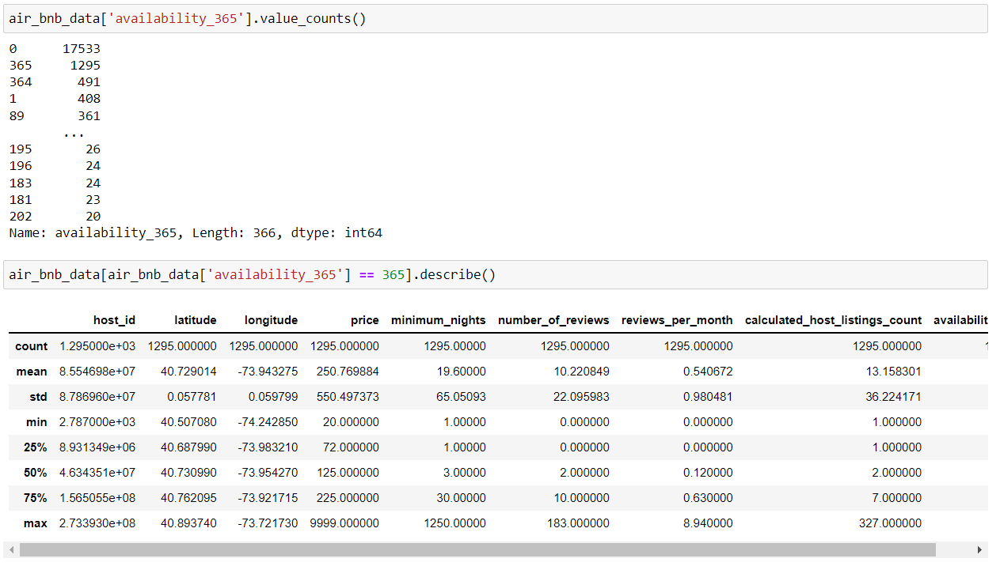 air_bnb_data['availability_365'].value_counts()
0      17533
365     1295
364      491
1        408
89       361
       ...
195       26
196       24
183       24
181       23
202       20
Name: availability_365, Length: 366, dtype: int64
air_bnb_data[air_bnb_data['availability_365'] == 365].describe()
host_id latitude longitude price minimum_nights number_of_reviews reviews_per_month calculated_host_listings_count availabilit
count 1.295000e+03 1295.000000 1295.000000 1295.000000 1295.00000 1295.000000 1295.000000 1295.000000 1
mean 8.554698e+07 40.729014 -73.943275 250.769884 19.60000 10.220849 0.540672 13.158301
std 8.786960e+07 0.057781 0.059799 550.497373 65.05093 22.095983 0.980481 36.224171
min 2.787000e+03 40.507080 -74.242850 20.000000 1.00000 0.000000 0.000000 1.000000
25% 8.931349e+06 40.687990 -73.983210 72.000000 1.00000 0.000000 0.000000 1.000000
50% 4.634351e+07 40.730990 -73.954270 125.000000 3.00000 2.000000 0.120000 2.000000
75% 1.565055e+08 40.762095 -73.921715 225.000000 30.00000 10.000000 0.630000 7.000000
max 2.733930e+08 40.893740 -73.721730 9999.000000 1250.00000 183.000000 8.940000 327.000000